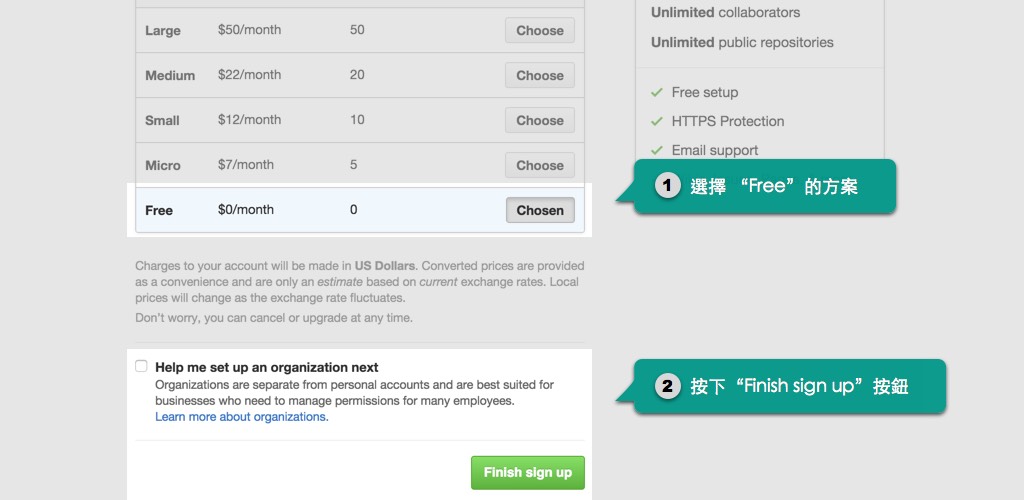 Large $50/month 50 Choose
Medium $22/month 20 Choose
Small $12/month 10 Choose
Micro $7/month 5 Choose
Free $0/month 0 Chosen
Charges to your account will be made in US Dollars. Converted prices are provided
as a convenience and are only an estimate based on current exchange rates. Local
prices will change as the exchange rate fluctuates.
Don't worry, you can cancel or upgrade at any time.
Help me set up an organization next
Organizations are separate from personal accounts and are best suited for
businesses who need to manage permissions for many employees.
Learn more about organizations.
Finish sign up
Unlimited collaborators
Unlimited public repositories
Free setup
HTTPS Protection
Email support
1 選擇 “Free” 的方案
2 按下 “Finish sign up” 按鈕